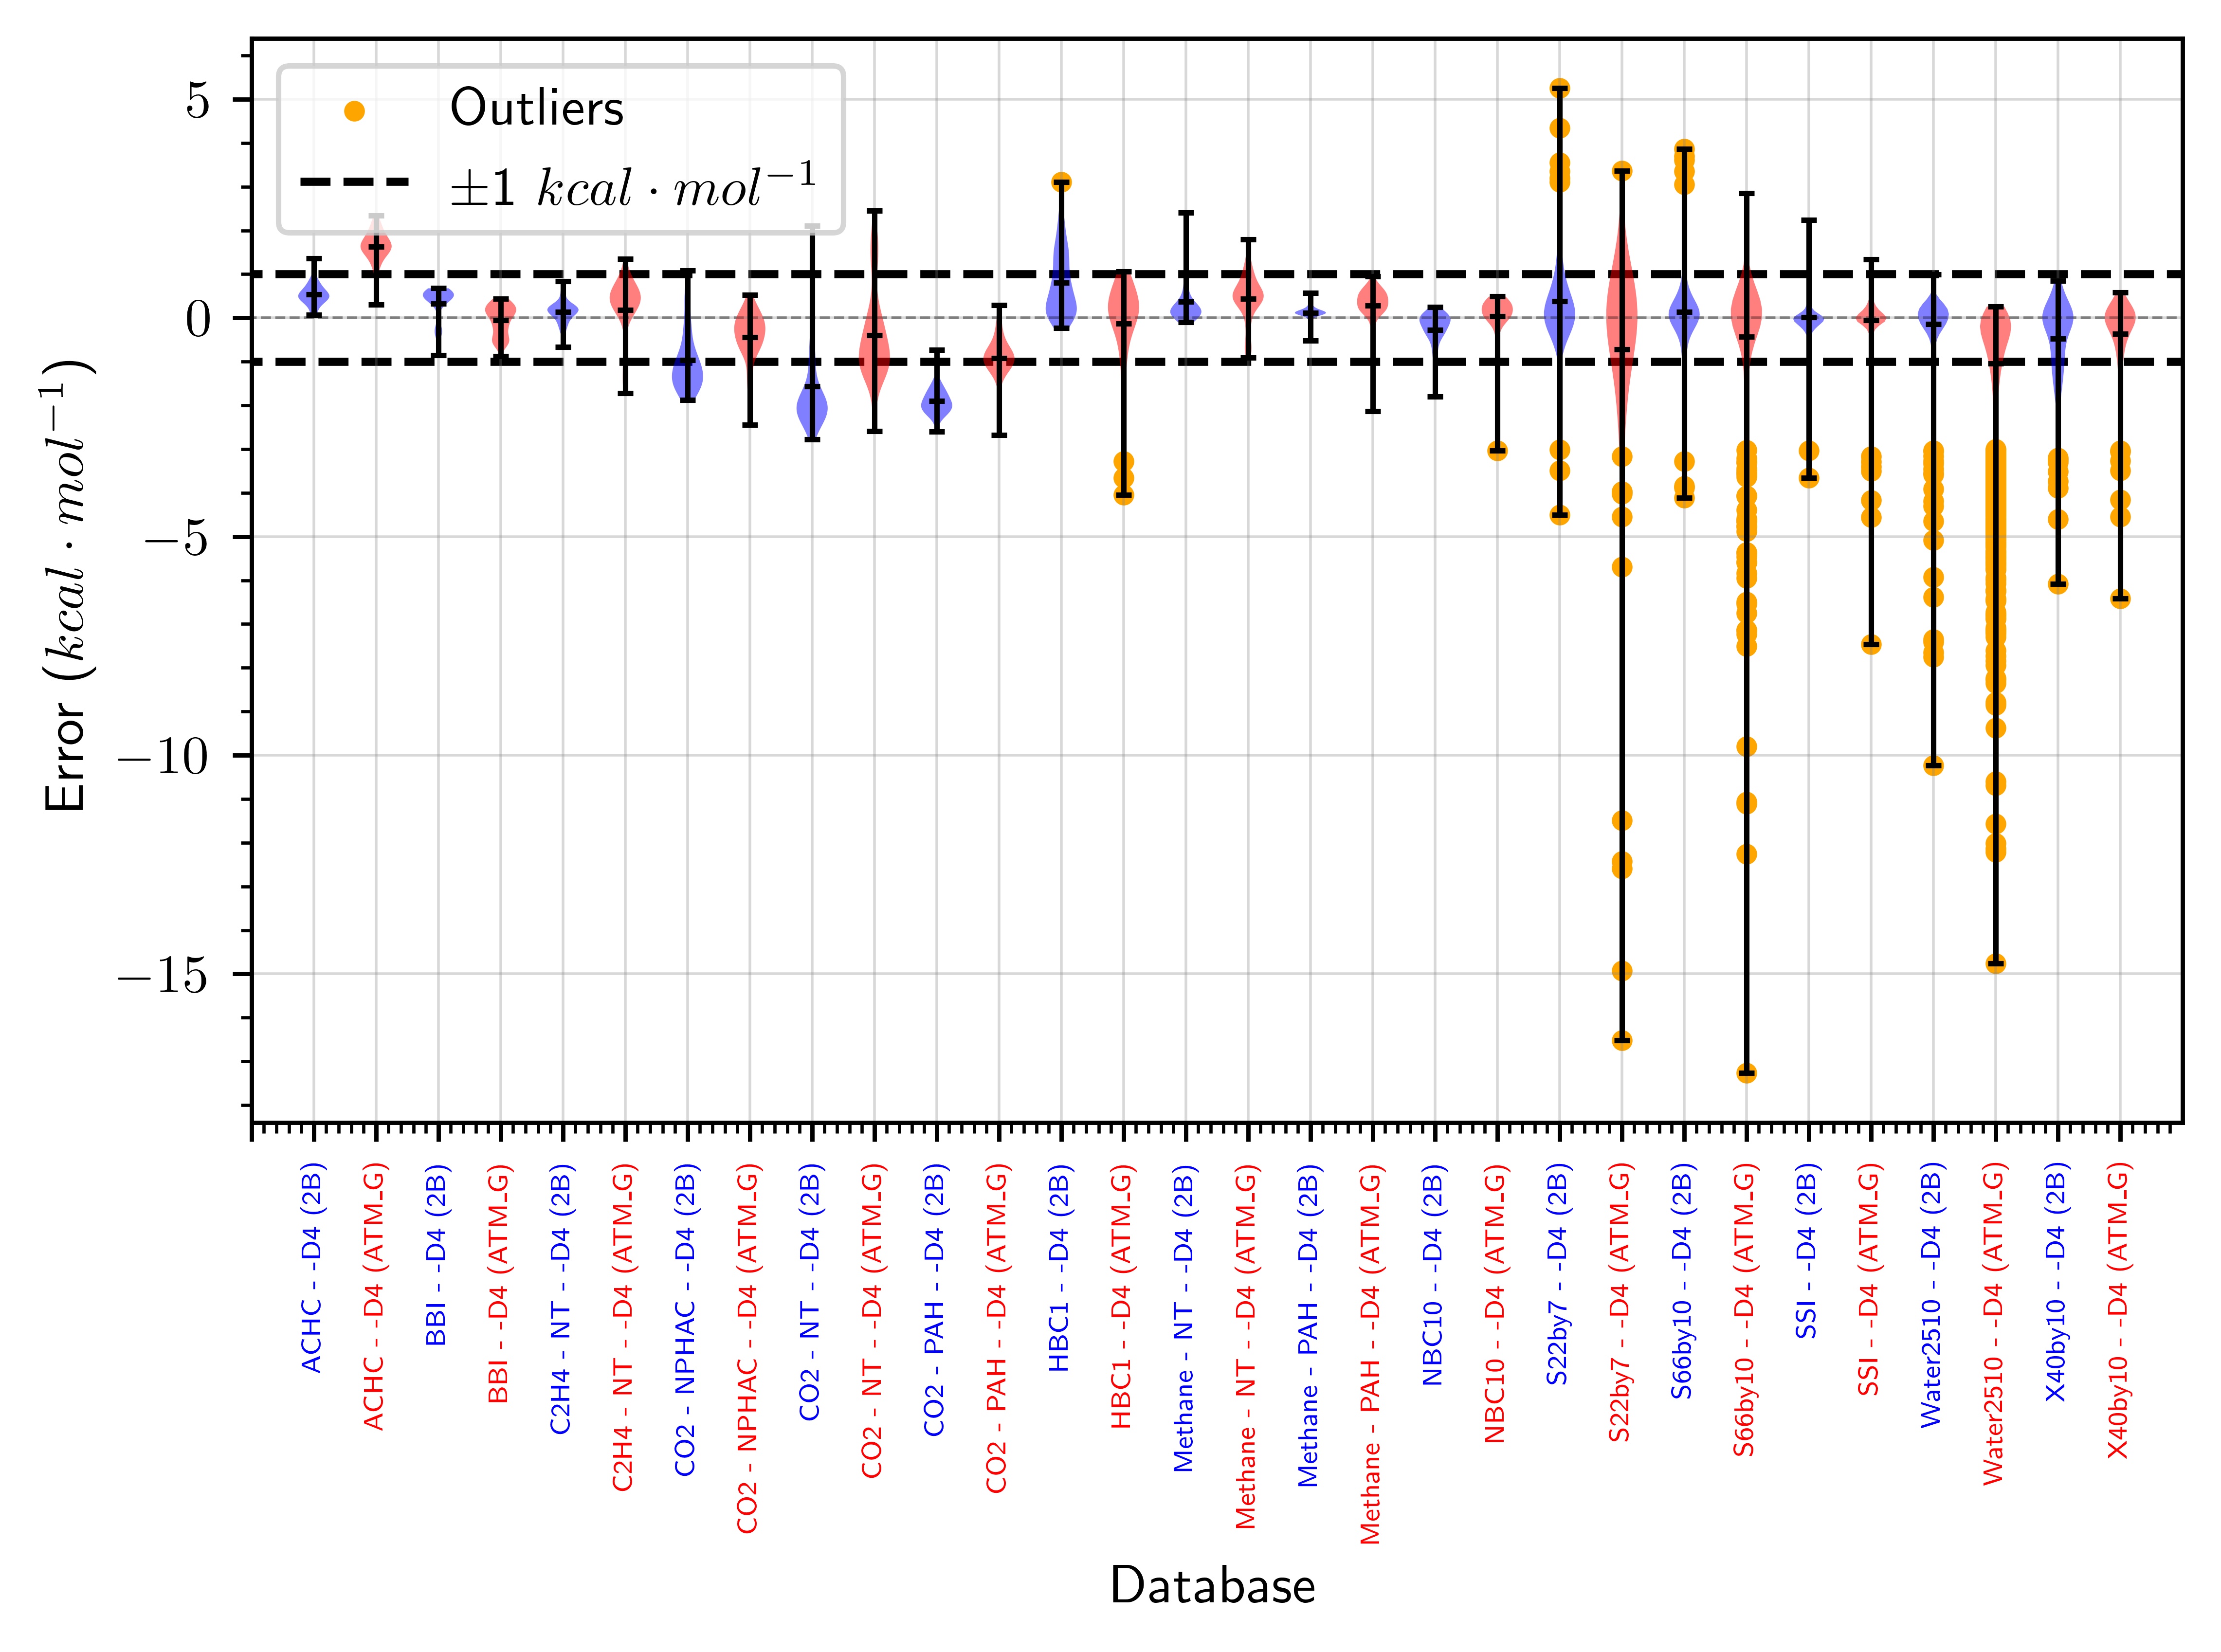 Outliers
±1 kcal · mol⁻¹
5
0
−5
−10
−15
Error (kcal · mol⁻¹)
ACHC - -D4 (2B)
ACHC - -D4 (ATM_G)
BBI - -D4 (2B)
BBI - -D4 (ATM_G)
C2H4 - NT - -D4 (2B)
C2H4 - NT - -D4 (ATM_G)
CO2 - NPHAC - -D4 (2B)
CO2 - NPHAC - -D4 (ATM_G)
CO2 - NT - -D4 (2B)
CO2 - NT - -D4 (ATM_G)
CO2 - PAH - -D4 (2B)
CO2 - PAH - -D4 (ATM_G)
HBC1 - -D4 (2B)
HBC1 - -D4 (ATM_G)
Methane - NT - -D4 (2B)
Methane - NT - -D4 (ATM_G)
Methane - PAH - -D4 (2B)
Methane - PAH - -D4 (ATM_G)
NBC10 - -D4 (2B)
NBC10 - -D4 (ATM_G)
S22by7 - -D4 (2B)
S22by7 - -D4 (ATM_G)
S66by10 - -D4 (2B)
S66by10 - -D4 (ATM_G)
SSI - -D4 (2B)
SSI - -D4 (ATM_G)
Water2510 - -D4 (2B)
Water2510 - -D4 (ATM_G)
X40by10 - -D4 (2B)
X40by10 - -D4 (ATM_G)
Database